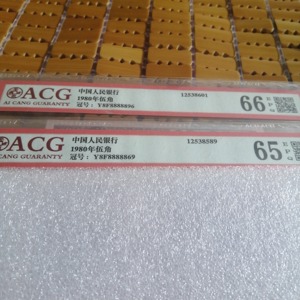 ACG
AI CANG GUARANTY
中国人民银行
1980年伍角
冠号: Y8F8888896
12538601
66 EPQ
ACG
CANG GUARANTY
中国人民银行
1980年伍角
冠号: Y8F8888869
12538589
65 EPQ